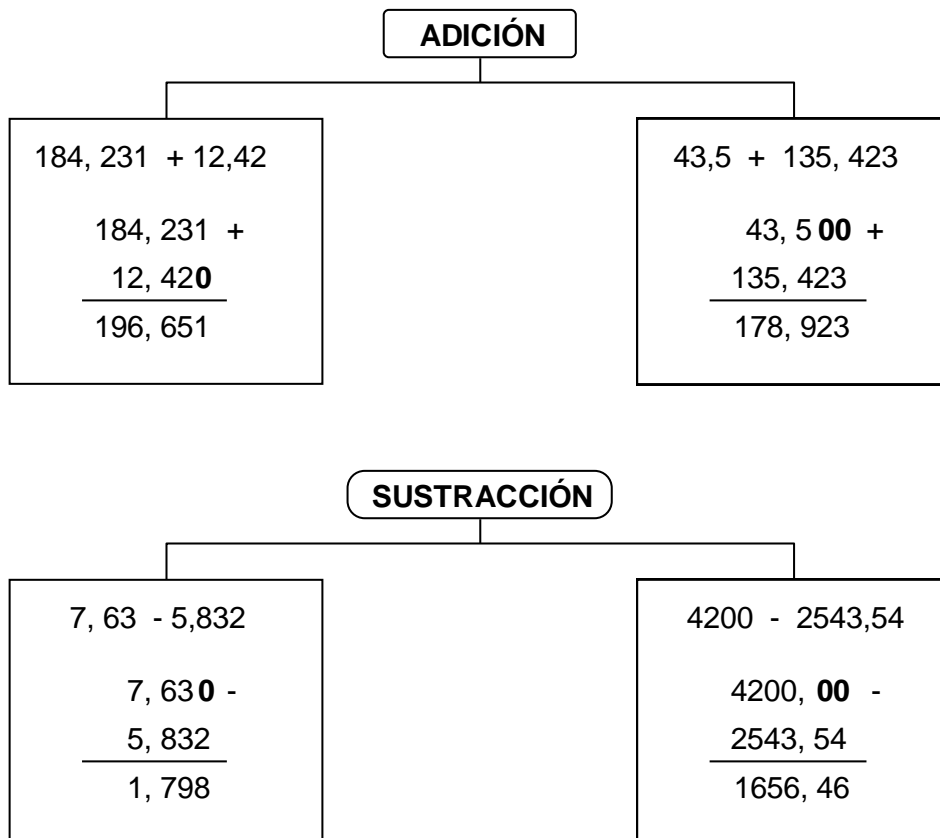 ADICIÓN
184, 231 + 12,42
184, 231 +
12, 420
196, 651
43,5 + 135, 423
43, 500 +
135, 423
178, 923
SUSTRACCIÓN
7, 63 - 5,832
7, 630 -
5, 832
1, 798
4200 - 2543,54
4200, 00 -
2543, 54
1656, 46